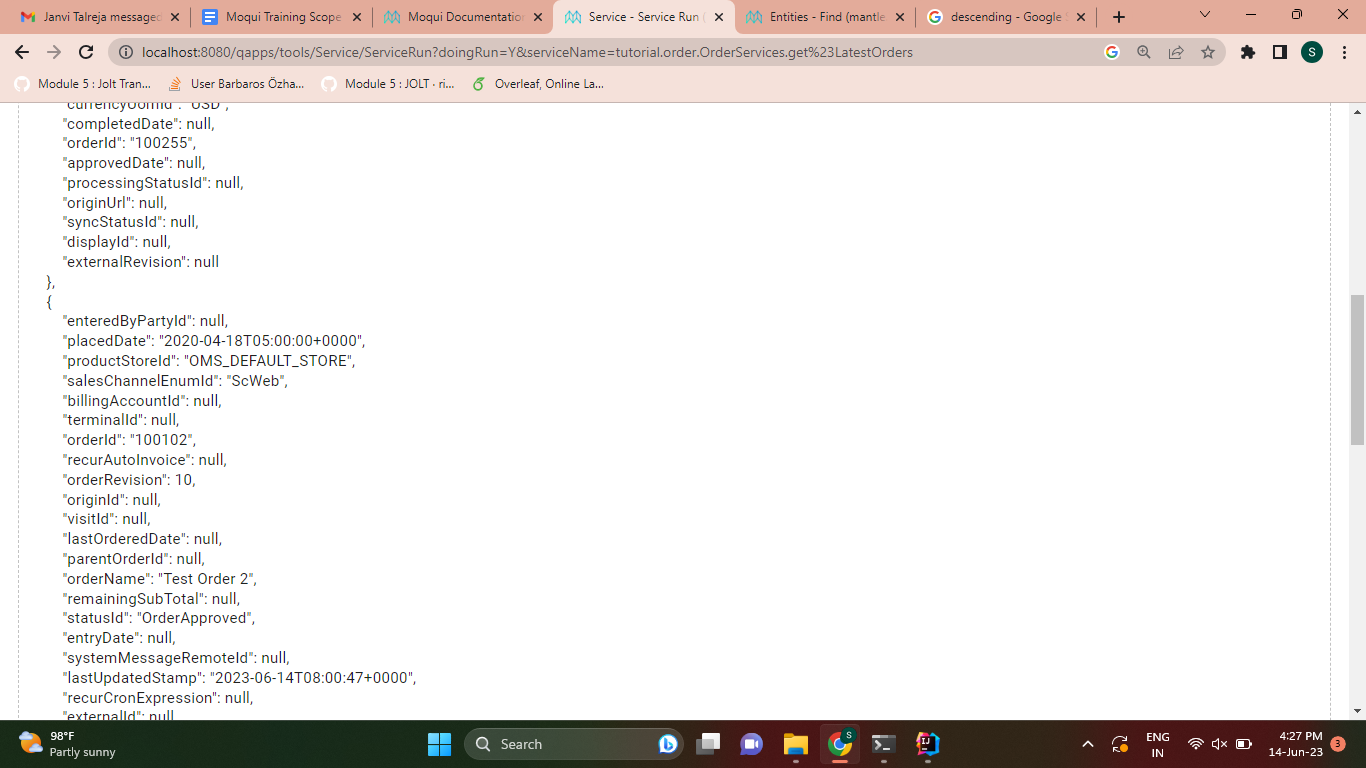 Janvi Talreja messaged
Moqui Training Scope
Moqui Documentation
Service - Service Run (
Entities - Find (mantle
descending - Google S
localhost:8080/qapps/tools/Service/ServiceRun?doingRun=Y&serviceName=tutorial.order.OrderServices.get%23LatestOrders
S
Module 5 : Jolt Tran...
User Barbaros Özha...
Module 5 : JOLT · ri...
Overleaf, Online La...
"currencyUomId": "USD",
"completedDate": null,
"orderId": "100255",
"approvedDate": null,
"processingStatusId": null,
"originUrl": null,
"syncStatusId": null,
"displayId": null,
"externalRevision": null
},
{
"enteredByPartyId": null,
"placedDate": "2020-04-18T05:00:00+0000",
"productStoreId": "OMS_DEFAULT_STORE",
"salesChannelEnumId": "ScWeb",
"billingAccountId": null,
"terminalId": null,
"orderId": "100102",
"recurAutoInvoice": null,
"orderRevision": 10,
"originId": null,
"visitId": null,
"lastOrderedDate": null,
"parentOrderId": null,
"orderName": "Test Order 2",
"remainingSubTotal": null,
"statusId": "OrderApproved",
"entryDate": null,
"systemMessageRemoteId": null,
"lastUpdatedStamp": "2023-06-14T08:00:47+0000",
"recurCronExpression": null,
"externalId": null
98°F
Partly sunny
Search
S
ENG
IN
4:27 PM
14-Jun-23
3